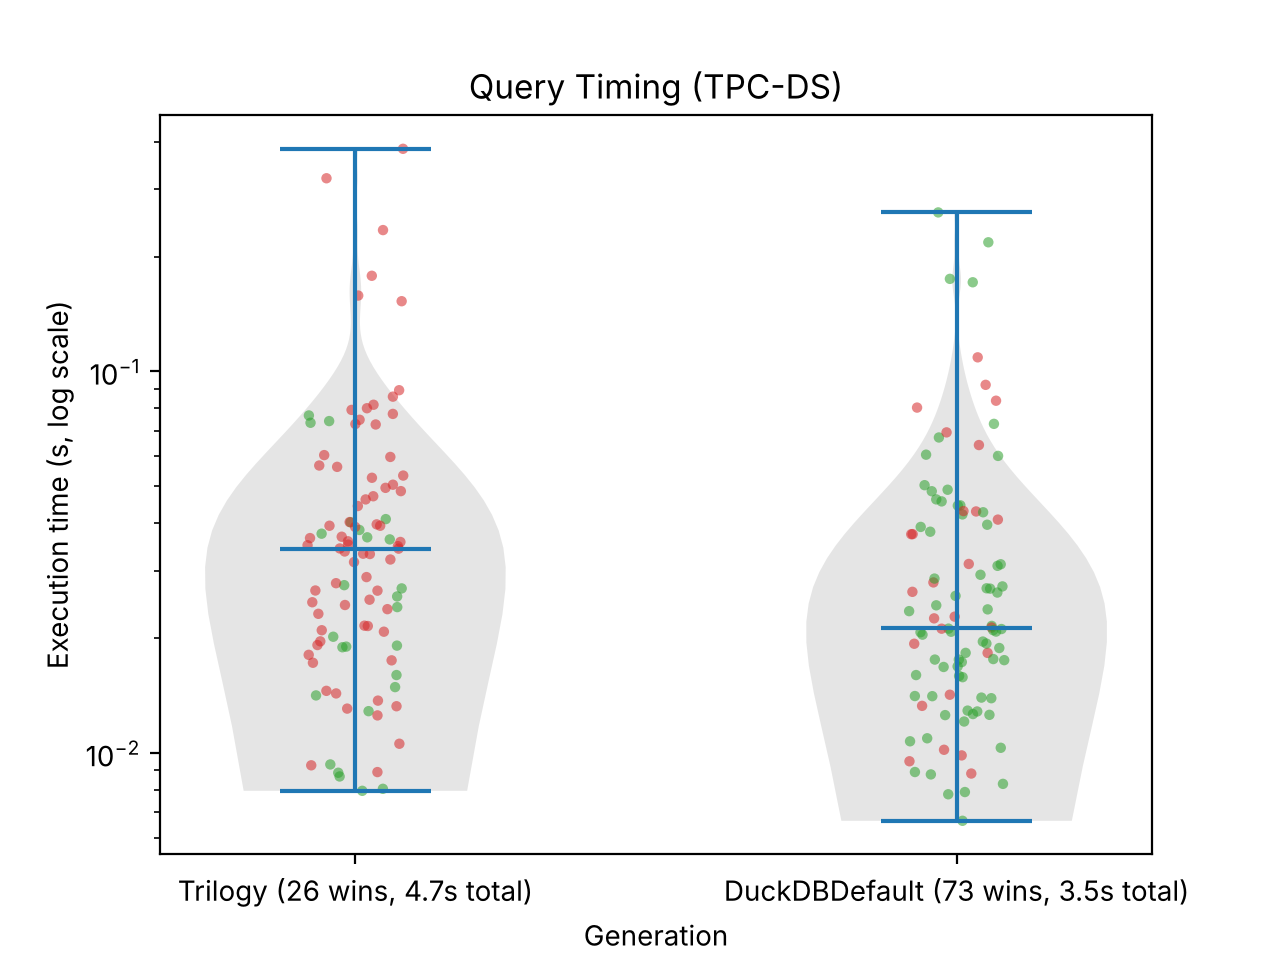 Query Timing (TPC-DS)
Execution time (s, log scale)
10⁻¹
10⁻²
Trilogy (26 wins, 4.7s total)
DuckDBDefault (73 wins, 3.5s total)
Generation